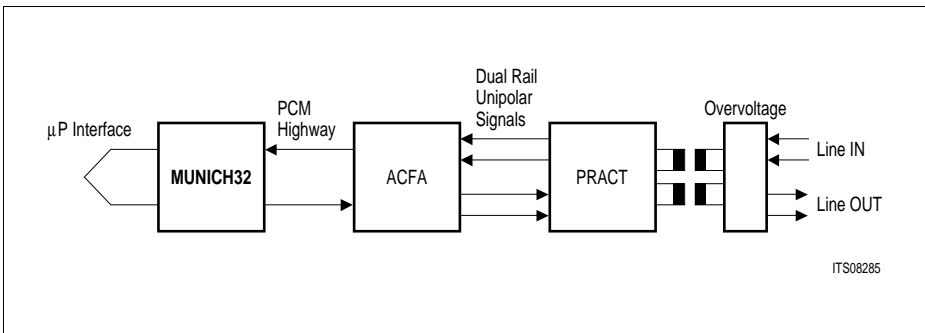 Dual Rail
Unipolar
Signals
PCM
Highway
Overvoltage
µP Interface
MUNICH32
ACFA
PRACT
Line IN
Line OUT
ITS08285